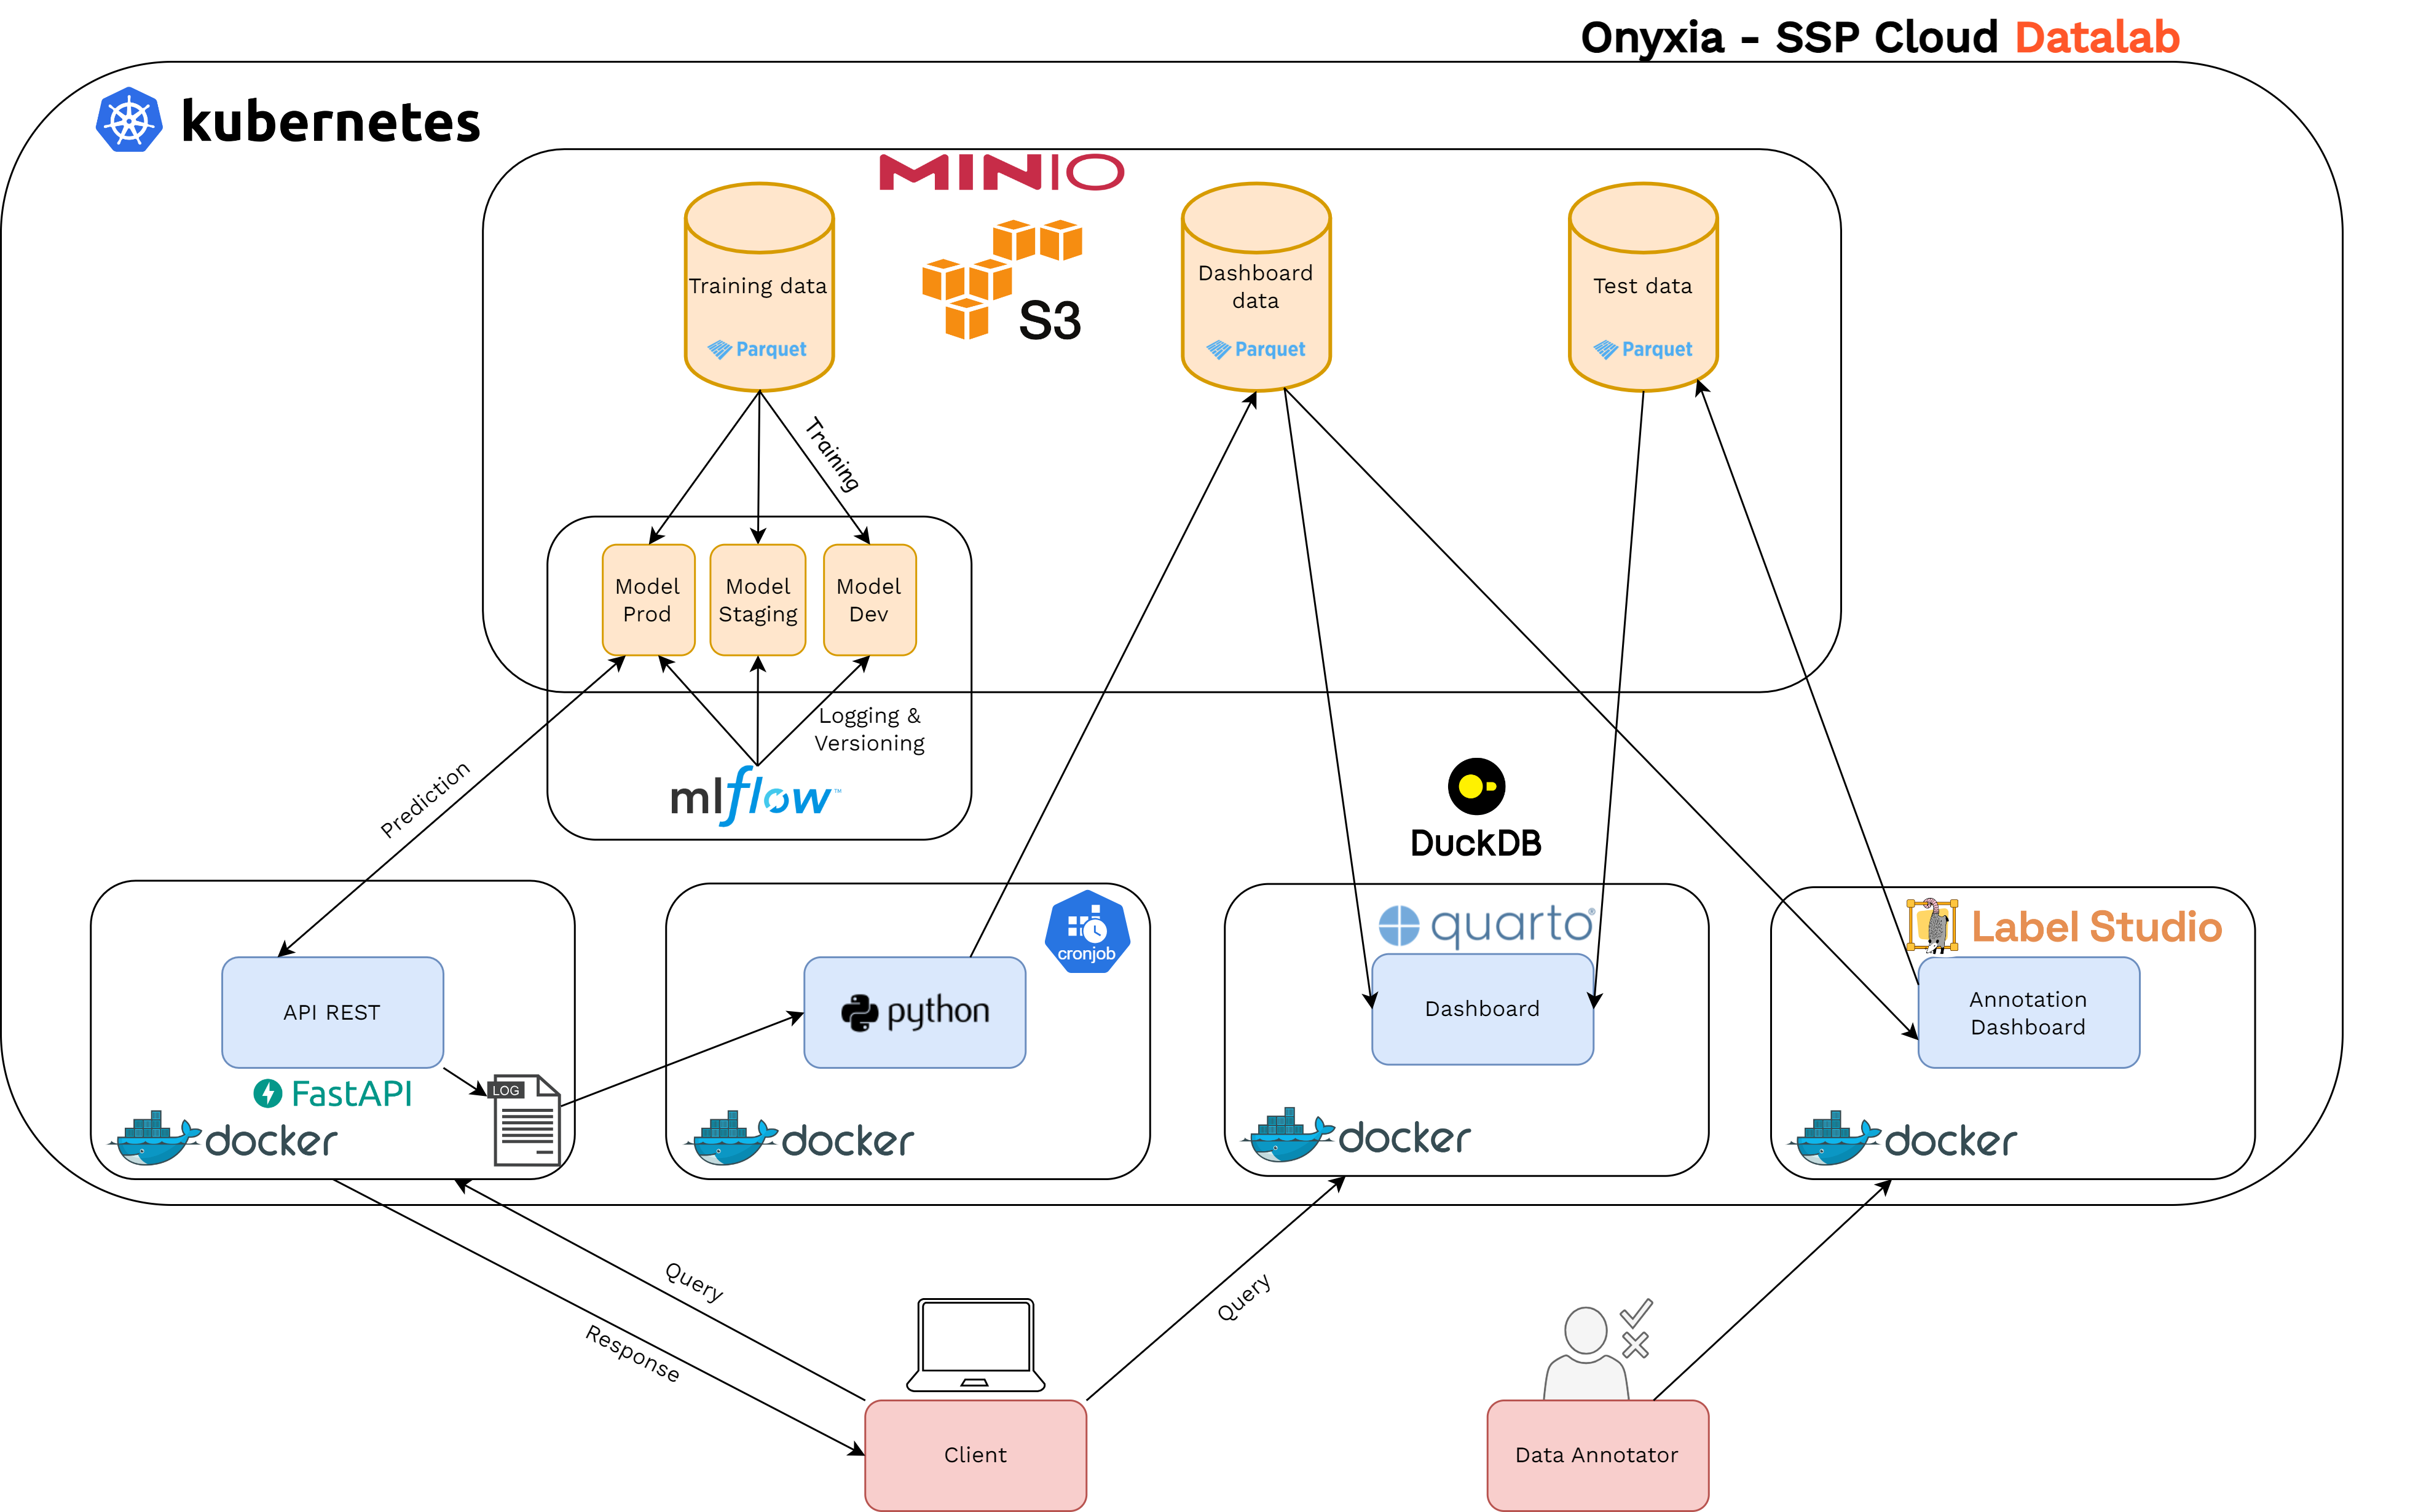 Onyxia - SSP Cloud Datalab
kubernetes
MINIO
S3
Training data
Parquet
Dashboard
data
Parquet
Test data
Parquet
Training
Model
Prod
Model
Staging
Model
Dev
Logging &
Versioning
mlflow™
Prediction
DuckDB
API REST
FastAPI
LOG
docker
cronjob
python
docker
quarto®
Dashboard
docker
Label Studio
Annotation
Dashboard
docker
Query
Response
Query
Client
Data Annotator